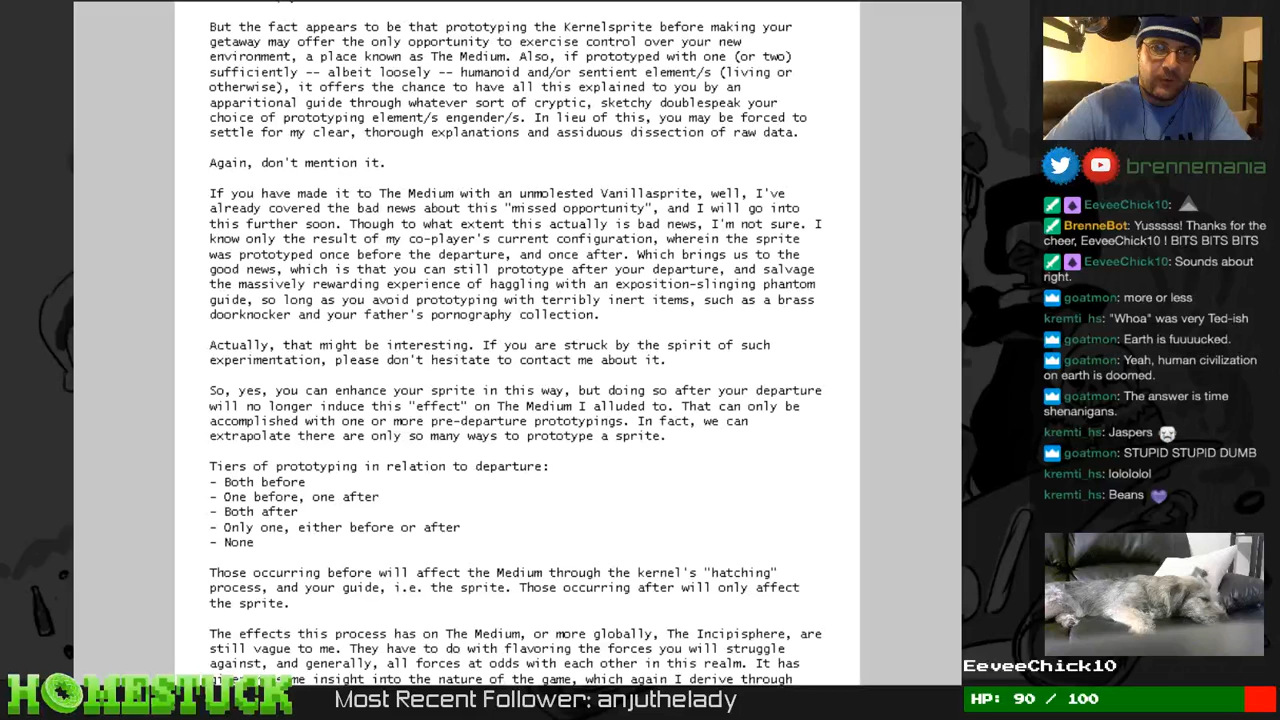 But the fact appears to be that prototyping the Kernelsprite before making your
getaway may offer the only opportunity to exercise control over your new
environment, a place known as The Medium. Also, if prototyped with one (or two)
sufficiently -- albeit loosely -- humanoid and/or sentient element/s (living or
otherwise), it offers the chance to have all this explained to you by an
apparitional guide through whatever sort of cryptic, sketchy doublespeak your
choice of prototyping element/s engender/s. In lieu of this, you may be forced to
settle for my clear, thorough explanations and assiduous dissection of raw data.
Again, don't mention it.
If you have made it to The Medium with an unmolested Vanillasprite, well, I've
already covered the bad news about this "missed opportunity", and I will go into
this further soon. Though to what extent this actually is bad news, I'm not sure. I
know only the result of my co-player's current configuration, wherein the sprite
was prototyped once before the departure, and once after. Which brings us to the
good news, which is that you can still prototype after your departure, and salvage
the massively rewarding experience of haggling with an exposition-slinging phantom
guide, so long as you avoid prototyping with terribly inert items, such as a brass
doorknocker and your father's pornography collection.
Actually, that might be interesting. If you are struck by the spirit of such
experimentation, please don't hesitate to contact me about it.
So, yes, you can enhance your sprite in this way, but doing so after your departure
will no longer induce this "effect" on The Medium I alluded to. That can only be
accomplished with one or more pre-departure prototypings. In fact, we can
extrapolate there are only so many ways to prototype a sprite.
Tiers of prototyping in relation to departure:
- Both before
- One before, one after
- Both after
- Only one, either before or after
- None
Those occurring before will affect the Medium through the kernel's "hatching"
process, and your guide, i.e. the sprite. Those occurring after will only affect
the sprite.
The effects this process has on The Medium, or more globally, The Incipisphere, are
still vague to me. They have to do with flavoring the forces you will struggle
against, and generally, all forces at odds with each other in this realm. It has
me insight into the nature of the game, which again I derive through
HOMESTUCK
Most Recent Follower: anjuthelady
brennemania
EeveeChick10:
BrenneBot: Yusssss! Thanks for the
cheer, EeveeChick10 ! BITS BITS BITS
EeveeChick10: Sounds about
right.
goatmon: more or less
kremti_hs: "Whoa" was very Ted-ish
goatmon: Earth is fuuuucked.
goatmon: Yeah, human civilization
on earth is doomed.
goatmon: The answer is time
shenanigans.
kremti_hs: Jaspers
goatmon: STUPID STUPID DUMB
kremti_hs: lolololol
kremti_hs: Beans
EeveeChick10
HP: 90 / 100